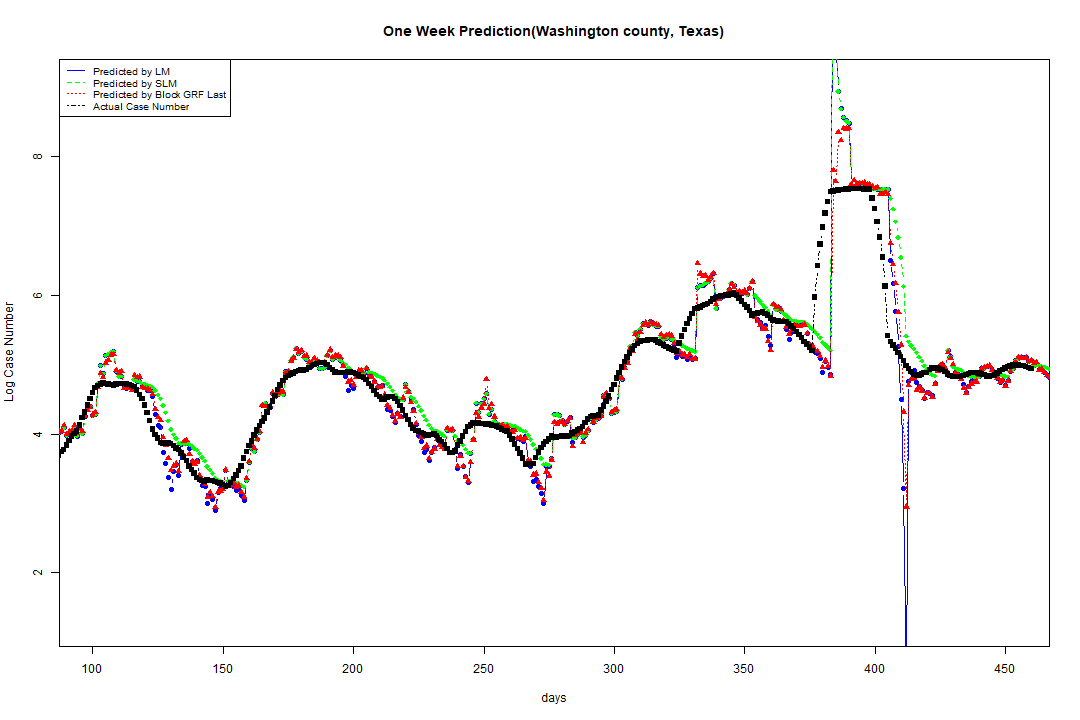 One Week Prediction(Washington county, Texas)
Predicted by LM
Predicted by SLM
Predicted by Block GRF Last
Actual Case Number
8
6
4
2
Log Case Number
100 150 200 250 300 350 400 450
days